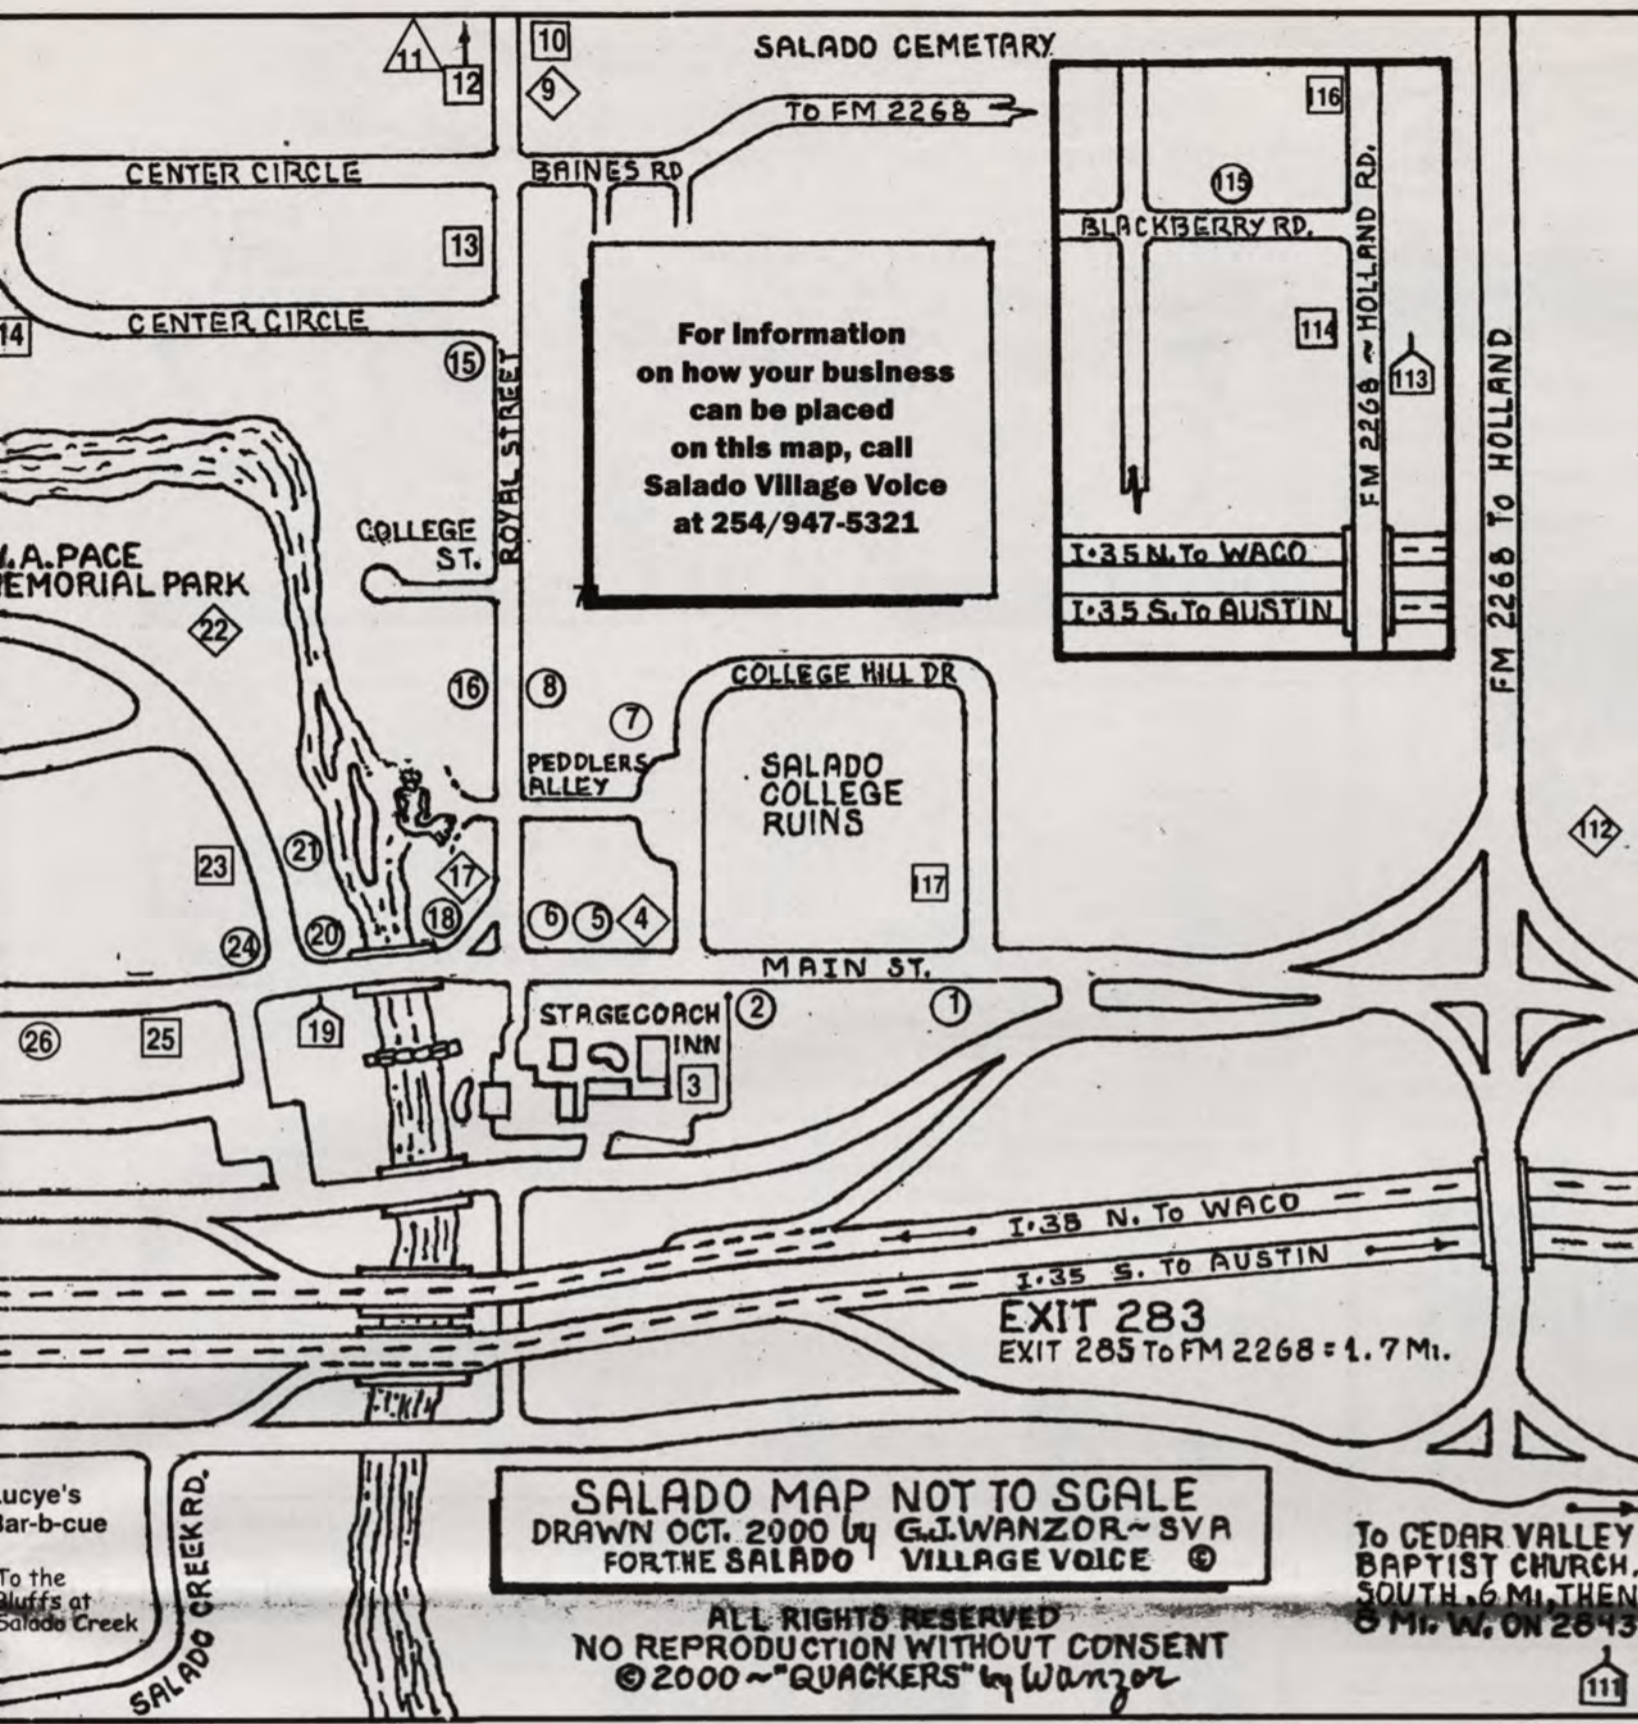 11
12
10
9
SALADO CEMETARY
TO FM 2268
116
CENTER CIRCLE
BAINES RD
115
BLACKBERRY RD.
FM 2268 ~ HOLLAND RD.
13
14
CENTER CIRCLE
15
ROYAL STREET
For Information
on how your business
can be placed
on this map, call
Salado Village Voice
at 254/947-5321
114
113
FM 2268 TO HOLLAND
COLLEGE
ST.
.A. PACE
EMORIAL PARK
22
I·35 N. TO WACO
I·35 S. TO AUSTIN
7
16
8
7
COLLEGE HILL DR
PEDDLERS
ALLEY
SALADO
COLLEGE
RUINS
112
23
21
17
117
24
20
18
6
5
4
MAIN ST.
26
25
19
STAGECOACH
INN
3
2
1
I·35 N. TO WACO
I·35 S. TO AUSTIN
EXIT 283
EXIT 285 TO FM 2268 = 1.7 MI.
ucye's
Bar-b-cue
To the
Bluffs at
Salado Creek
SALADO CREEK RD.
SALADO MAP NOT TO SCALE
DRAWN OCT. 2000 by G.J. WANZOR ~ SVA
FOR THE SALADO VILLAGE VOICE ©
ALL RIGHTS RESERVED
NO REPRODUCTION WITHOUT CONSENT
© 2000 ~ "QUACKERS" by Wanzor
TO CEDAR VALLEY
BAPTIST CHURCH.
SOUTH .6 MI, THEN
8 MI. W. ON 2843
111